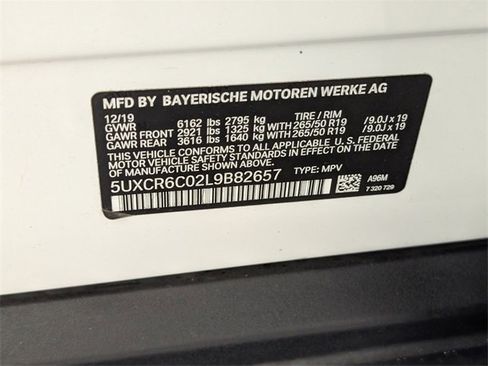 MFD BY BAYERISCHE MOTOREN WERKE AG
12/19 TIRE / RIM
GVWR 6162 lbs 2795 kg
GAWR FRONT 2921 lbs 1325 kg WITH 265/50 R19 / 9.0J x 19
GAWR REAR 3616 lbs 1640 kg WITH 265/50 R19 / 9.0J x 19
THIS VEHICLE CONFORMS TO ALL APPLICABLE U. S. FEDERAL
MOTOR VEHICLE SAFETY STANDARDS IN EFFECT ON THE DATE OF
MANUFACTURE SHOWN ABOVE.
5UXCR6C02L9B82657 TYPE: MPV
A96M
7 320 729